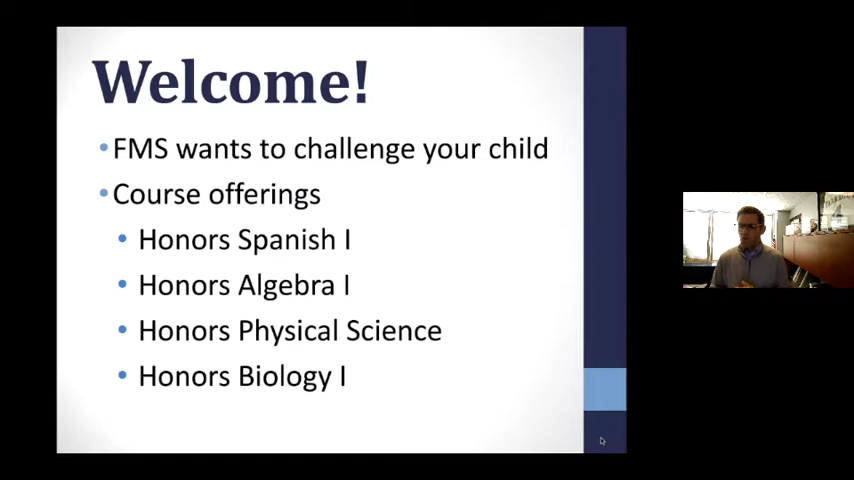 Welcome!
•FMS wants to challenge your child
•Course offerings
• Honors Spanish I
• Honors Algebra I
• Honors Physical Science
• Honors Biology I